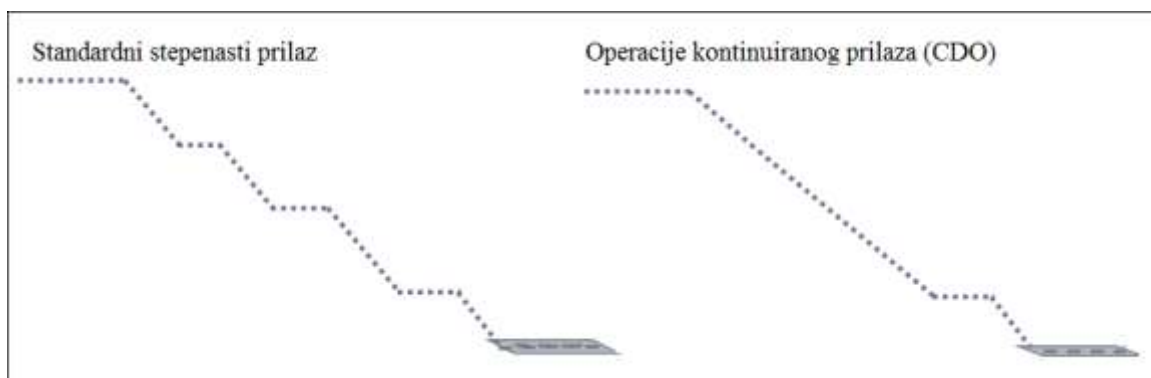 Standardni stepenasti prilaz
Operacije kontinuiranog prilaza (CDO)